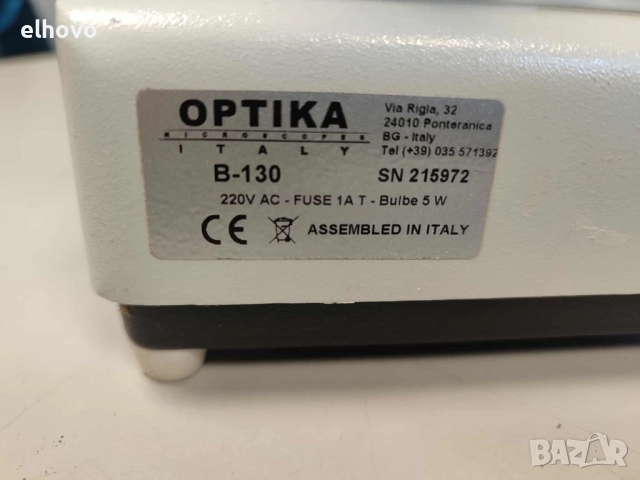 elhovo
OPTIKA
MICROSCOPES
ITALY
Via Rigla, 32
24010 Ponteranica
BG - Italy
Tel (+39) 035 571392
B-130 SN 215972
220V AC - FUSE 1A T - Bulbe 5 W
CE ASSEMBLED IN ITALY
BAZAR